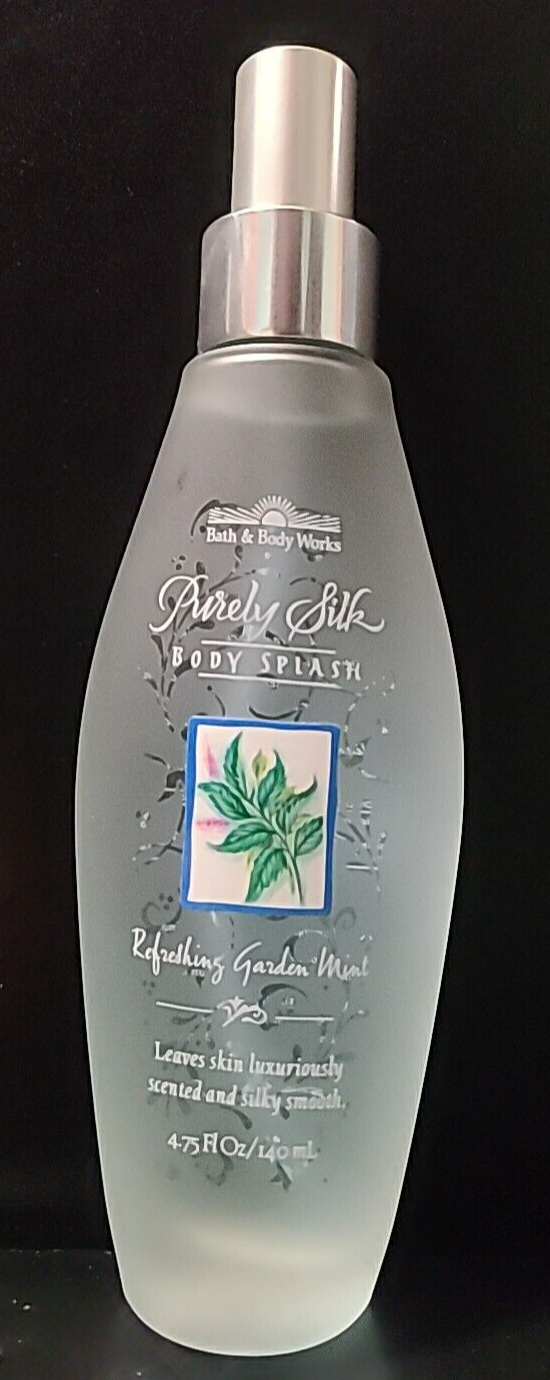 Bath & Body Works
Purely Silk
BODY SPLASH
Refreshing Garden Mint
Leaves skin luxuriously
scented and silky smooth.
4.75 Fl Oz/140 mL